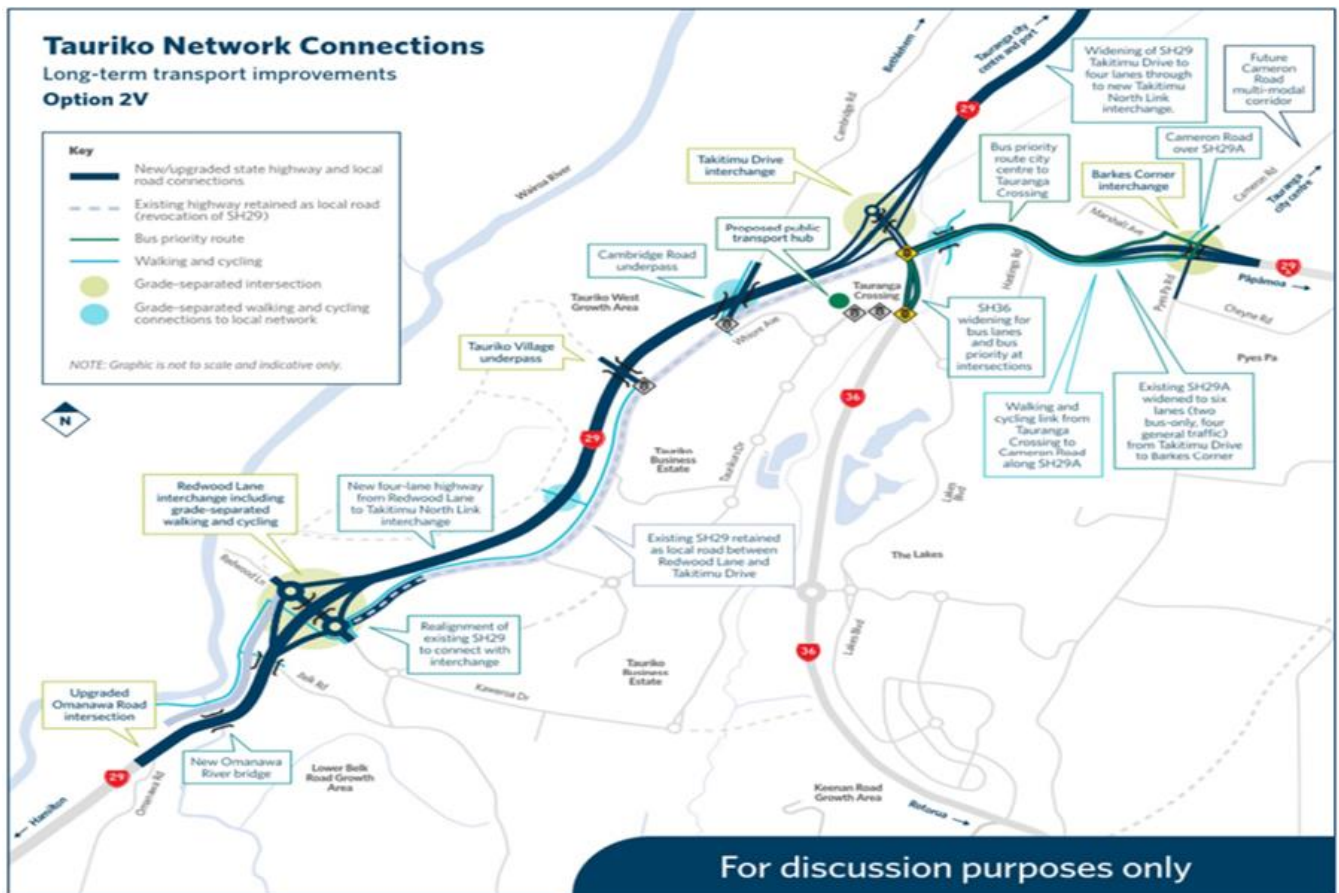 Tauriko Network Connections
Long-term transport improvements
Option 2V
Key
New/upgraded state highway and local
road connections
Existing highway retained as local road
(revocation of SH29)
Bus priority route
Walking and cycling
Grade-separated intersection
Grade-separated walking and cycling
connections to local network
NOTE: Graphic is not to scale and indicative only.
N
Wairoa River
Bethlehem
Cambridge Rd
Tauranga city
centre and port
29
Widening of SH29
Takitimu Drive to
four lanes through
to new Takitimu
North Link
interchange.
Future
Cameron
Road
multi-modal
corridor
Takitimu Drive
interchange
Bus priority
route city
centre to
Tauranga
Crossing
Cameron Road
over SH29A
Barkes Corner
interchange
Cameron Rd
Tauranga
city centre
Marshall Ave
Proposed public
transport hub
Cambridge Road
underpass
Tauriko West
Growth Area
Tauranga
Crossing
Hastings Rd
Pyes Pa Rd
29
Pāpāmoa
Cheyne Rd
Pyes Pa
Whiore Ave
Tauriko Village
underpass
SH36
widening for
bus lanes
and bus
priority at
intersections
36
Walking and
cycling link from
Tauranga
Crossing to
Cameron Road
along SH29A
Existing SH29A
widened to six
lanes (two
bus-only, four
general traffic)
from Takitimu Drive
to Barkes Corner
29
Tauriko
Business
Estate
Taurikura Dr
Lakes
Blvd
Redwood Lane
interchange including
grade-separated
walking and cycling
New four-lane highway
from Redwood Lane
to Takitimu North Link
interchange
Existing SH29 retained
as local road between
Redwood Lane and
Takitimu Drive
The Lakes
Redwood Ln
Realignment of
existing SH29
to connect with
interchange
Tauriko
Business
Estate
36
Lakes Blvd
Belk Rd
Kaweroa Dr
Upgraded
Omanawa Road
intersection
New Omanawa
River bridge
29
Omanawa Rd
Hamilton
Lower Belk
Road Growth
Area
Keenan Road
Growth Area
Rotorua
For discussion purposes only